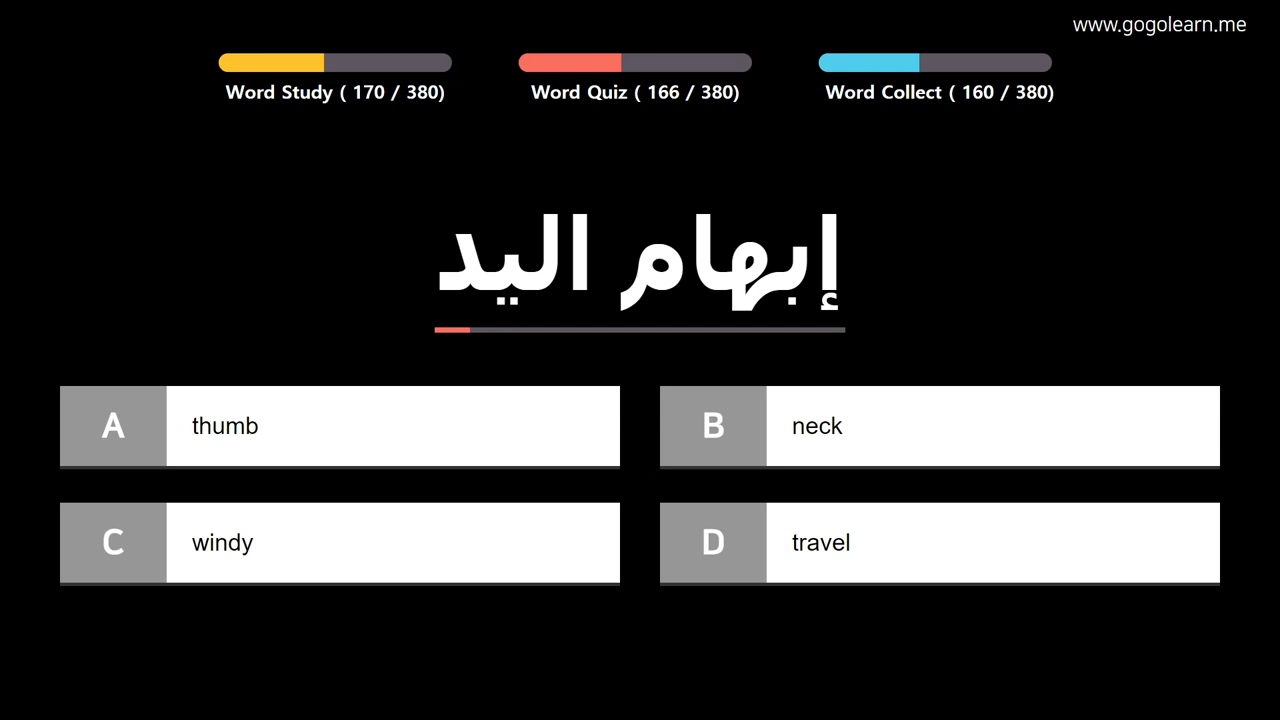 www.gogolearn.me
Word Study ( 170 / 380)
Word Quiz ( 166 / 380)
Word Collect ( 160 / 380)
إبهام اليد
A thumb
B neck
C windy
D travel